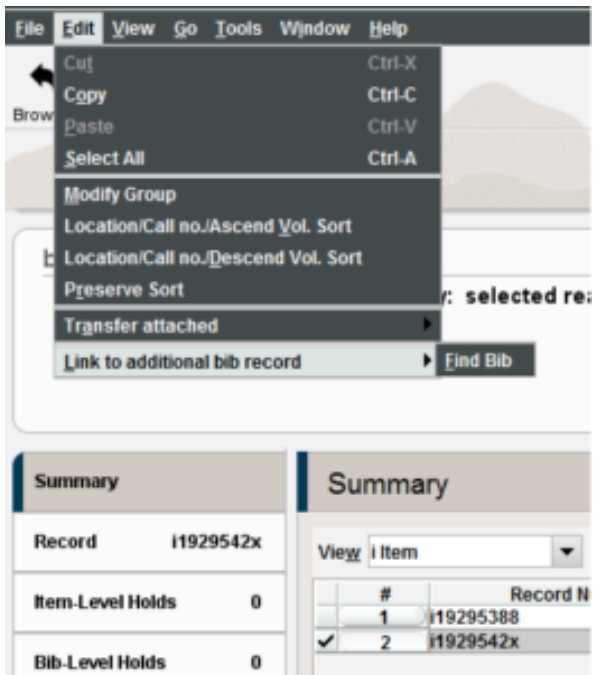 File Edit View Go Tools Window Help
Cut Ctrl-X
Copy Ctrl-C
Brow
Paste Ctrl-V
Select All Ctrl-A
Modify Group
Location/Call no./Ascend Vol. Sort
Location/Call no./Descend Vol. Sort
Preserve Sort
y: selected rea
Transfer attached
Link to additional bib record Find Bib
Summary
Summary
Record i1929542x
View i Item
Item-Level Holds 0
# Record N
1 i19295388
2 i1929542x
Bib-Level Holds 0